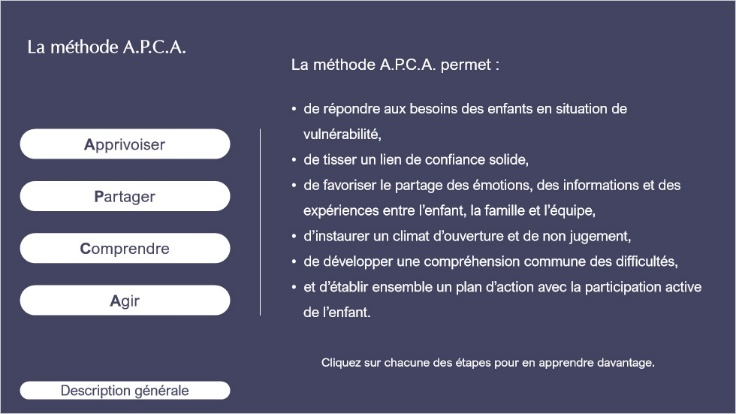 La méthode A.P.C.A.
Apprivoiser
Partager
Comprendre
Agir
Description générale
La méthode A.P.C.A. permet :
• de répondre aux besoins des enfants en situation de
vulnérabilité,
• de tisser un lien de confiance solide,
• de favoriser le partage des émotions, des informations et des
expériences entre l'enfant, la famille et l'équipe,
• d'instaurer un climat d'ouverture et de non jugement,
• de développer une compréhension commune des difficultés,
• et d'établir ensemble un plan d'action avec la participation active
de l'enfant.
Cliquez sur chacune des étapes pour en apprendre davantage.